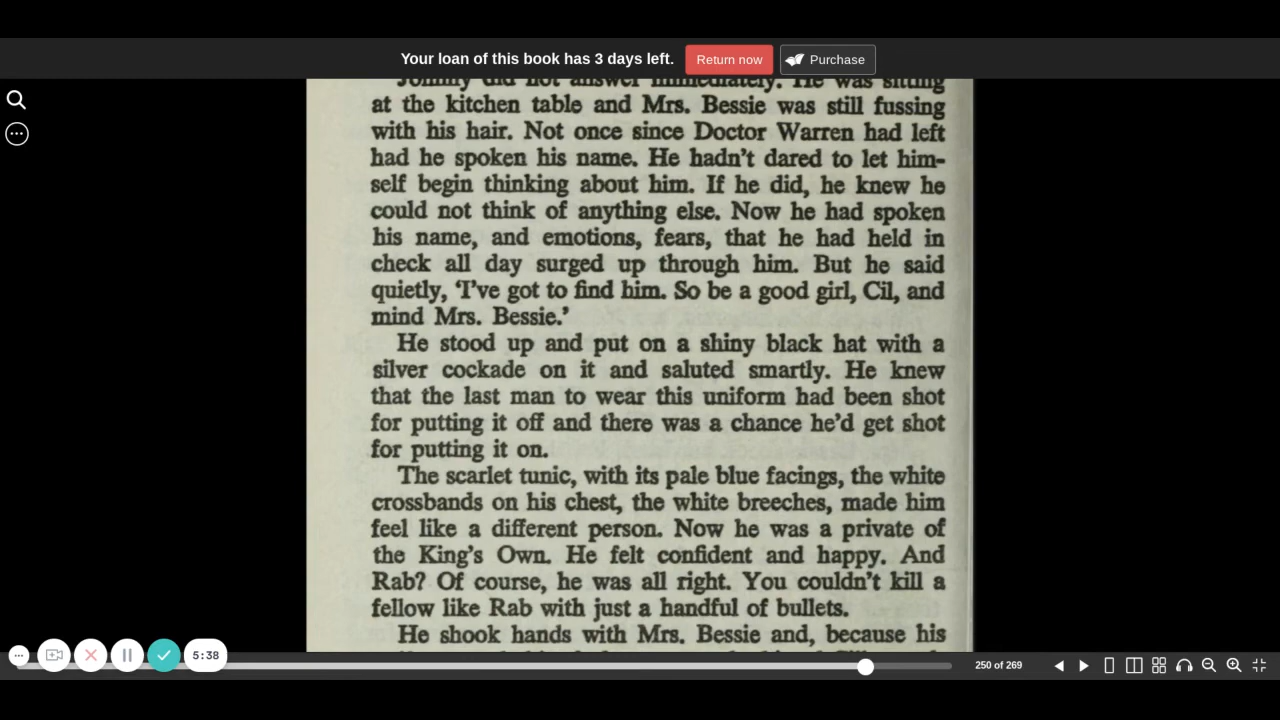 Your loan of this book has 3 days left. Return now Purchase
Johnny did not answer immediately. He was sitting
at the kitchen table and Mrs. Bessie was still fussing
with his hair. Not once since Doctor Warren had left
had he spoken his name. He hadn't dared to let him-
self begin thinking about him. If he did, he knew he
could not think of anything else. Now he had spoken
his name, and emotions, fears, that he had held in
check all day surged up through him. But he said
quietly, 'I've got to find him. So be a good girl, Cil, and
mind Mrs. Bessie.'
He stood up and put on a shiny black hat with a
silver cockade on it and saluted smartly. He knew
that the last man to wear this uniform had been shot
for putting it off and there was a chance he'd get shot
for putting it on.
The scarlet tunic, with its pale blue facings, the white
crossbands on his chest, the white breeches, made him
feel like a different person. Now he was a private of
the King's Own. He felt confident and happy. And
Rab? Of course, he was all right. You couldn't kill a
fellow like Rab with just a handful of bullets.
He shook hands with Mrs. Bessie and, because his
5:38
250 of 269